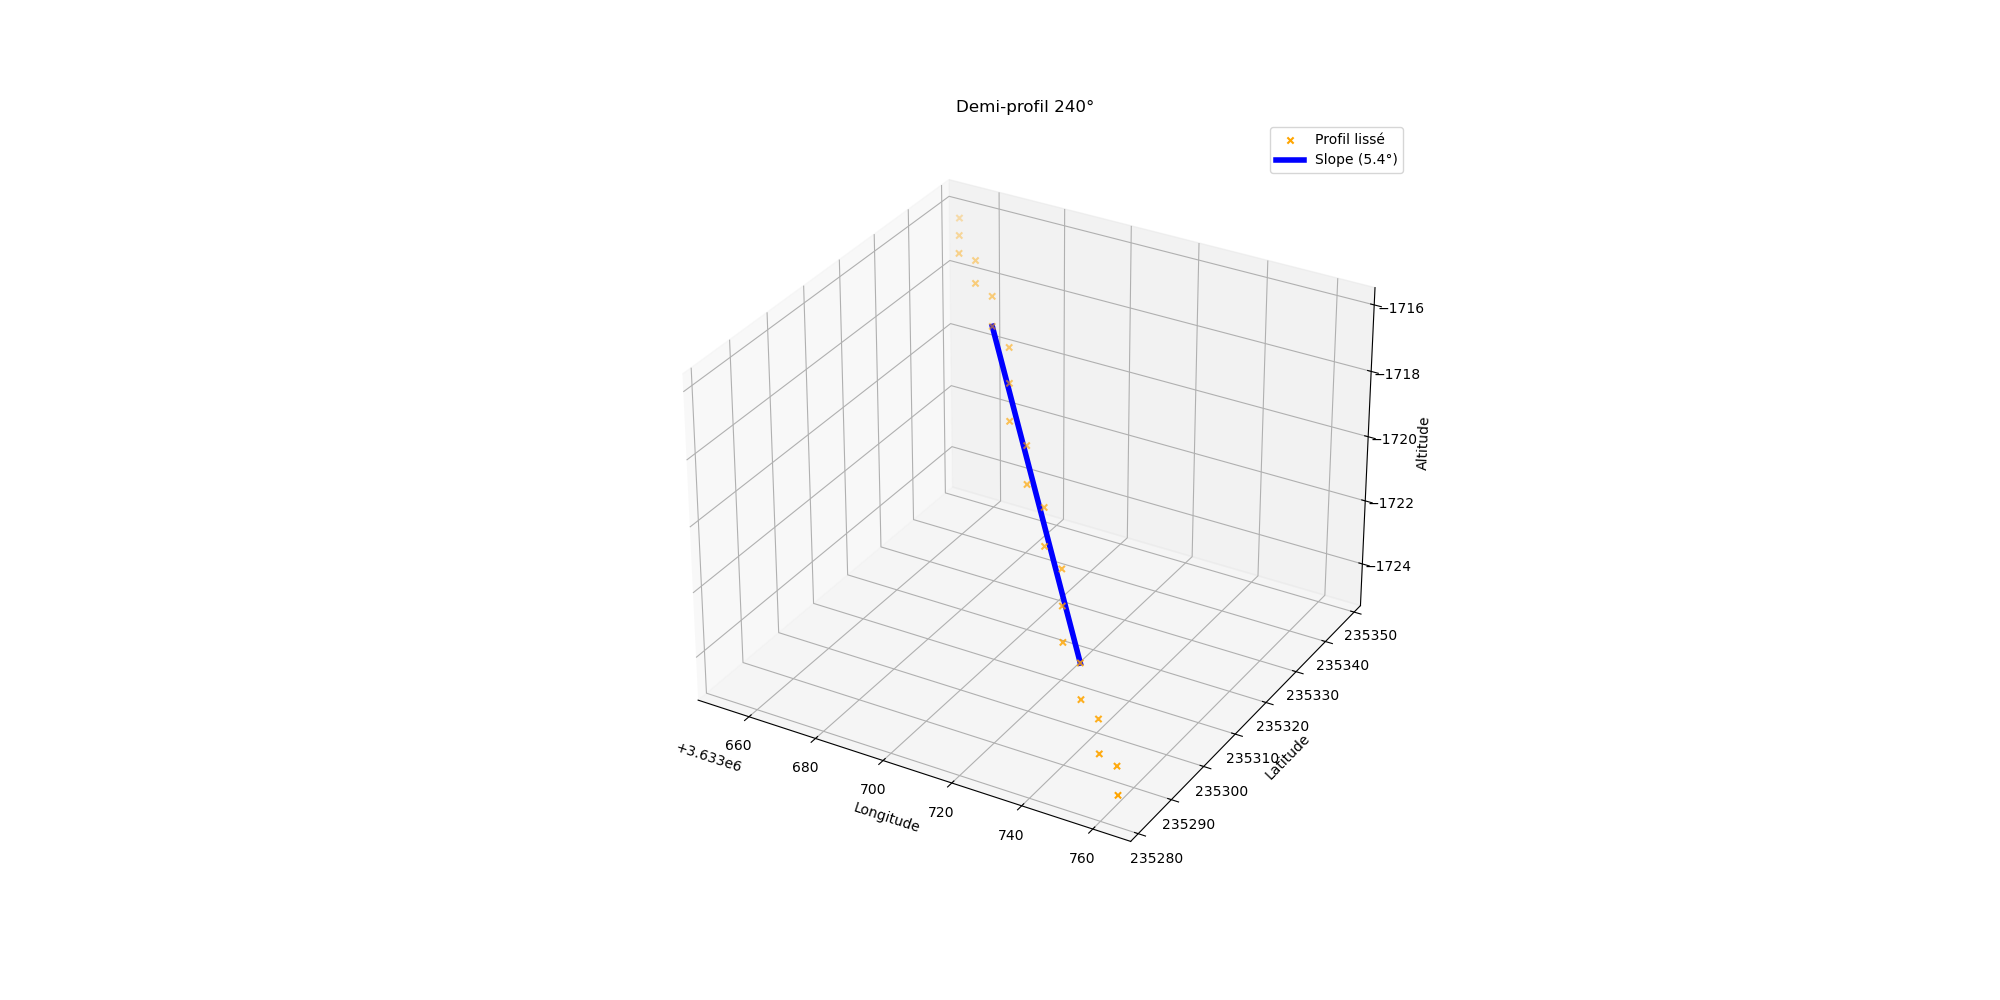 Demi-profil 240°
Profil lissé
Slope (5.4°)
−1716
−1718
−1720
−1722
−1724
Altitude
235350
235340
235330
235320
235310
235300
235290
235280
Latitude
660
680
700
720
740
760
+3.633e6
Longitude